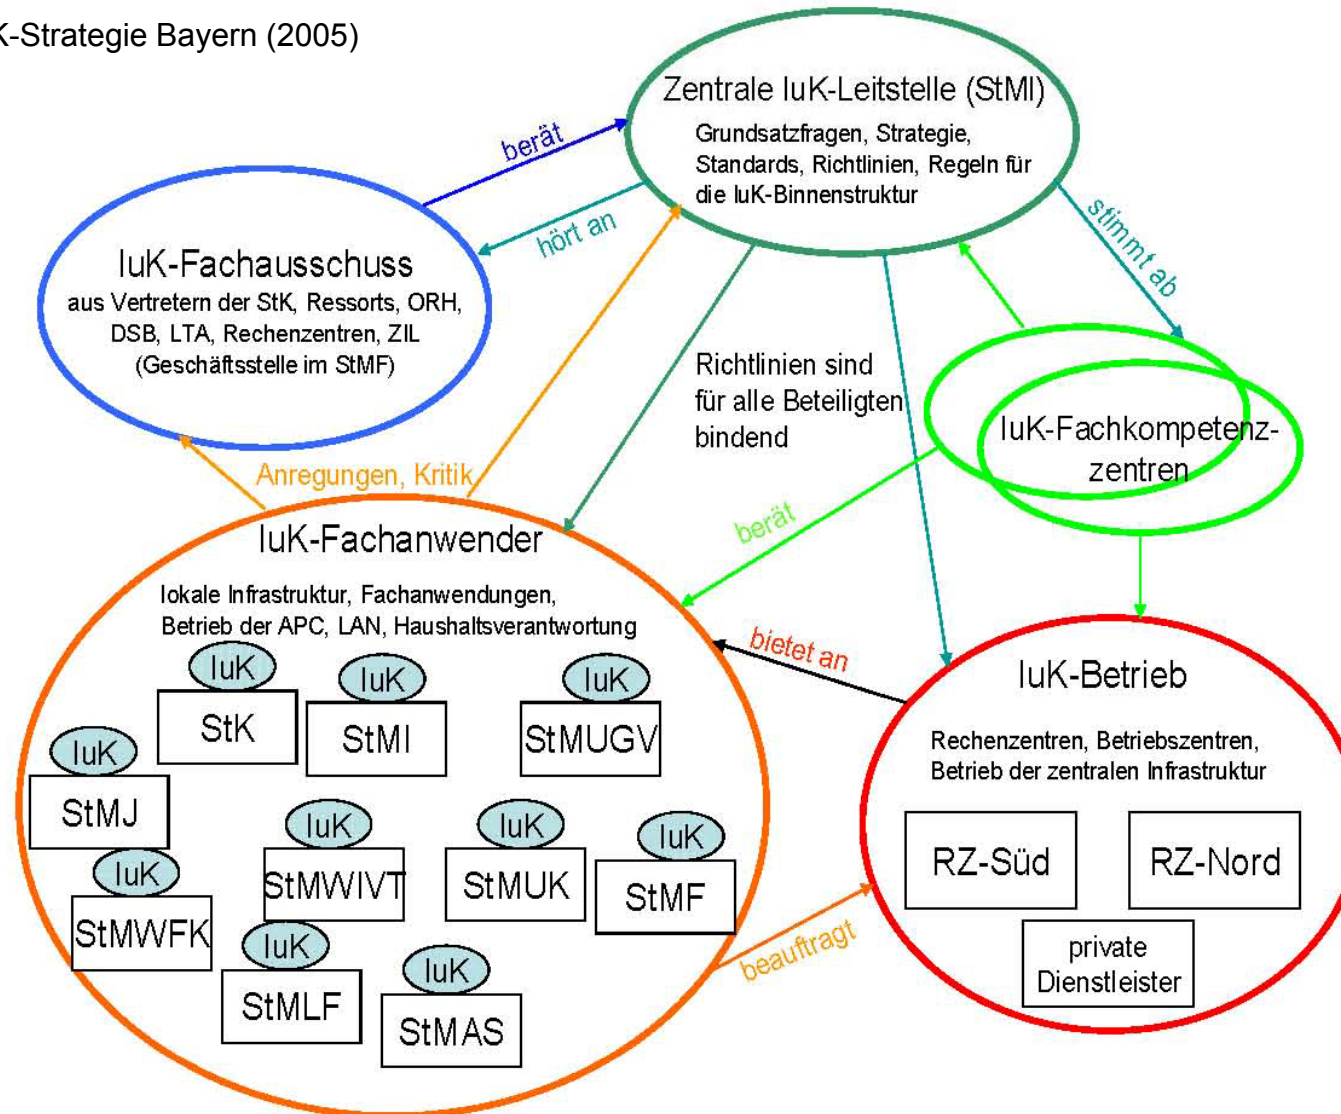 K-Strategie Bayern (2005)
Zentrale IuK-Leitstelle (StMI)
Grundsatzfragen, Strategie,
Standards, Richtlinien, Regeln für
die IuK-Binnenstruktur
berät
hört an
stimmt ab
IuK-Fachausschuss
aus Vertretern der StK, Ressorts, ORH,
DSB, LTA, Rechenzentren, ZIL
(Geschäftsstelle im StMF)
Richtlinien sind
für alle Beteiligten
bindend
IuK-Fachkompetenz-
zentren
Anregungen, Kritik
berät
IuK-Fachanwender
lokale Infrastruktur, Fachanwendungen,
Betrieb der APC, LAN, Haushaltsverantwortung
IuK
StK
IuK
StMI
IuK
StMUGV
IuK
StMJ
IuK
StMWIVT
IuK
StMUK
IuK
StMF
IuK
StMWFK
IuK
StMLF
IuK
StMAS
bietet an
beauftragt
IuK-Betrieb
Rechenzentren, Betriebszentren,
Betrieb der zentralen Infrastruktur
RZ-Süd
RZ-Nord
private
Dienstleister